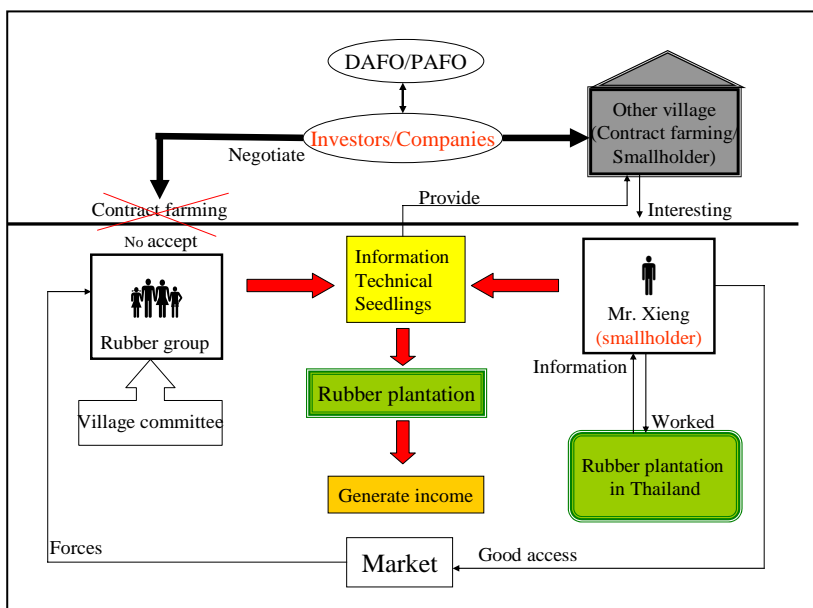 DAFO/PAFO
Investors/Companies
Negotiate
Other village
(Contract farming/
Smallholder)
Contract farming
Provide
Interesting
No accept
Rubber group
Village committee
Information
Technical
Seedlings
Mr. Xieng
(smallholder)
Information
Worked
Rubber plantation
Rubber plantation
in Thailand
Generate income
Forces
Market
Good access